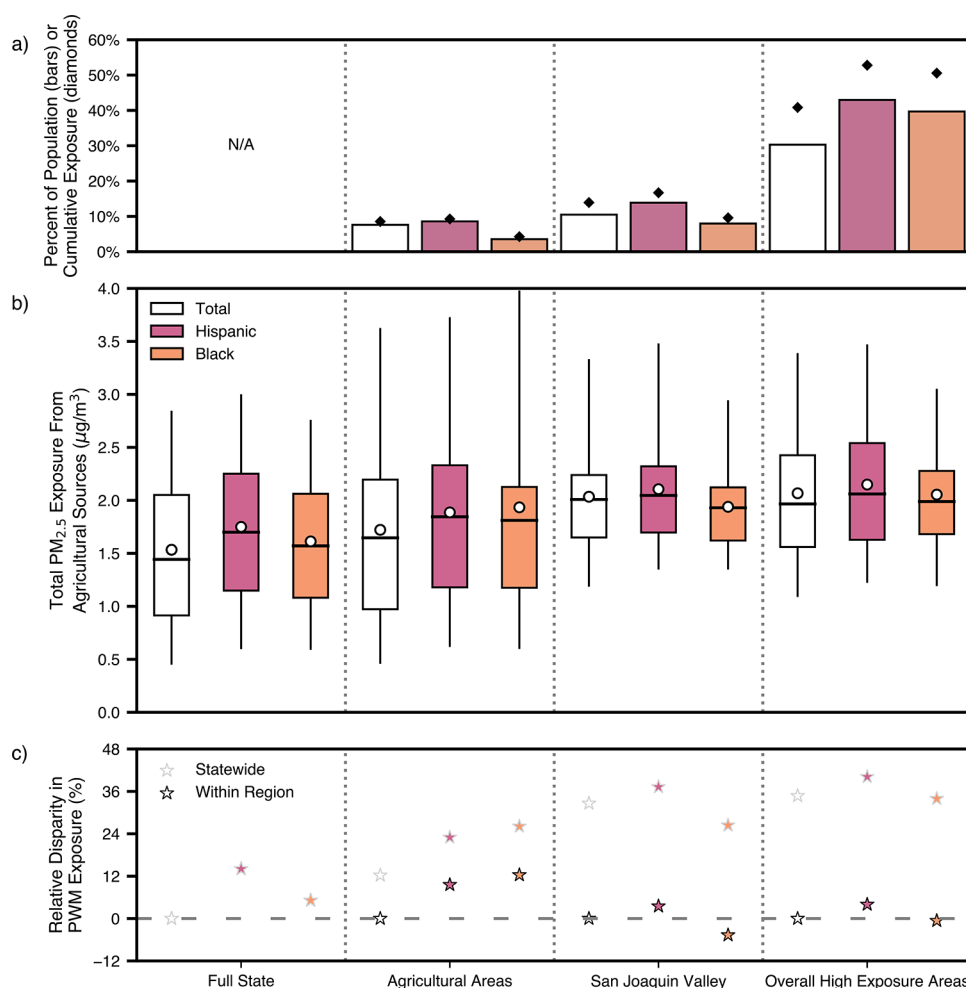 a)
Percent of Population (bars) or
Cumulative Exposure (diamonds)
60%
50%
40%
30%
20%
10%
0%
N/A
b)
Total PM2.5 Exposure From
Agricultural Sources (μg/m³)
4.0
3.5
3.0
2.5
2.0
1.5
1.0
0.5
0.0
Total
Hispanic
Black
c)
Relative Disparity in
PWM Exposure (%)
48
36
24
12
0
−12
Statewide
Within Region
Full State
Agricultural Areas
San Joaquin Valley
Overall High Exposure Areas